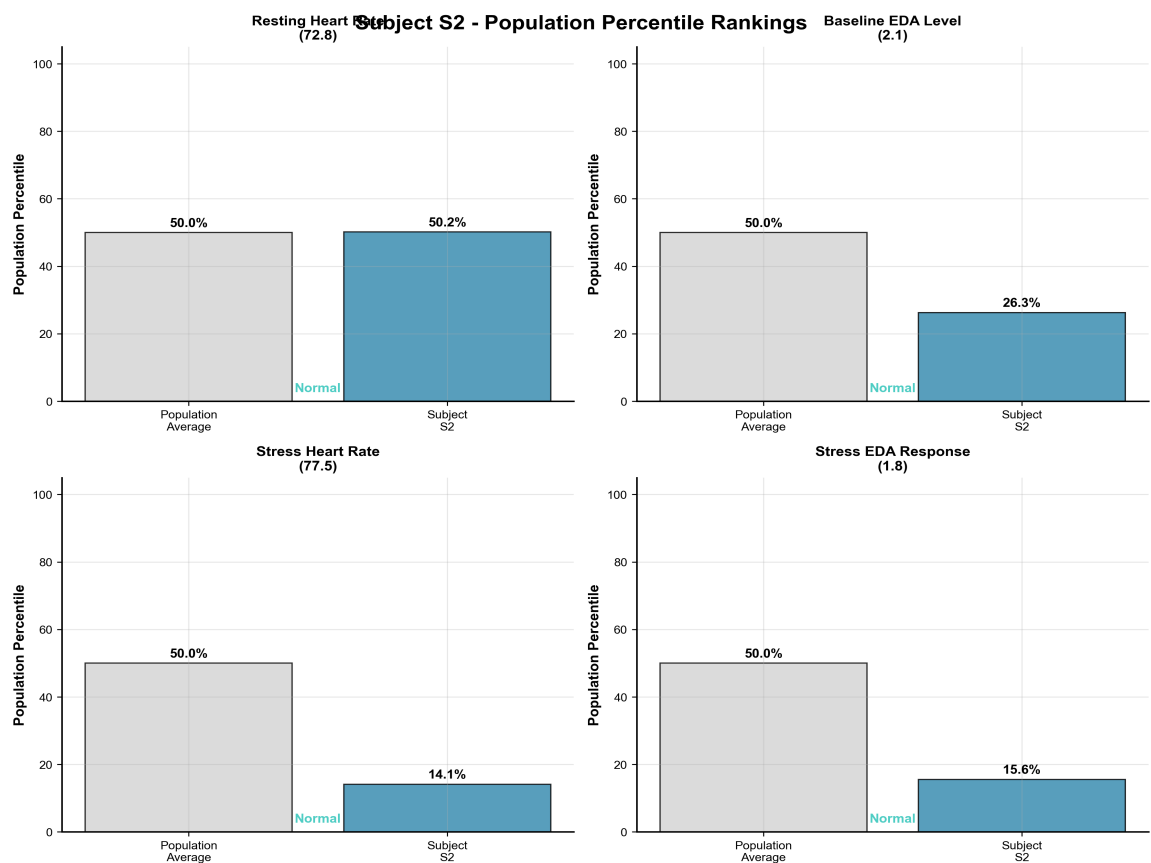 Subject S2 - Population Percentile Rankings
Resting Heart Rate
(72.8)
Population Percentile
100
80
60
40
20
0
50.0%
50.2%
Normal
Population
Average
Subject
S2
Baseline EDA Level
(2.1)
Population Percentile
100
80
60
40
20
0
50.0%
26.3%
Normal
Population
Average
Subject
S2
Stress Heart Rate
(77.5)
Population Percentile
100
80
60
40
20
0
50.0%
14.1%
Normal
Population
Average
Subject
S2
Stress EDA Response
(1.8)
Population Percentile
100
80
60
40
20
0
50.0%
15.6%
Normal
Population
Average
Subject
S2